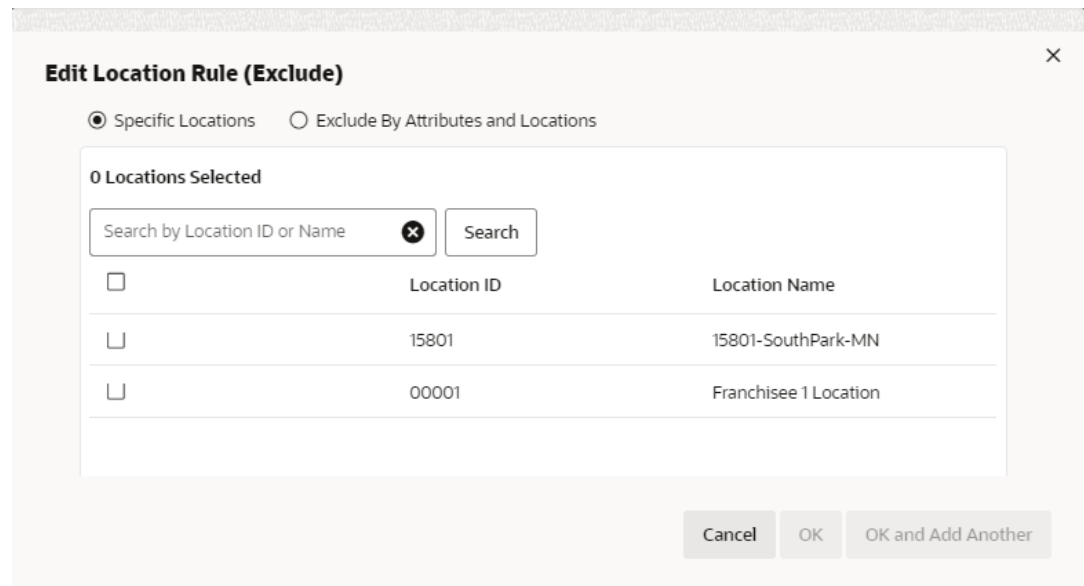 Edit Location Rule (Exclude)
Specific Locations Exclude By Attributes and Locations
0 Locations Selected
Search by Location ID or Name Search
Location ID Location Name
15801 15801-SouthPark-MN
00001 Franchisee 1 Location
Cancel OK OK and Add Another